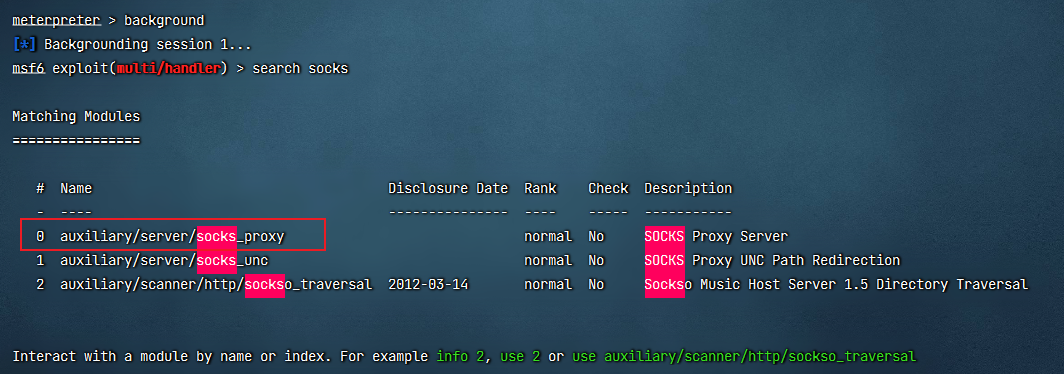 meterpreter > background
[*] Backgrounding session 1...
msf6 exploit(multi/handler) > search socks
Matching Modules
================
#  Name                                     Disclosure Date  Rank    Check  Description
-  ----                                     ---------------  ----    -----  -----------
0  auxiliary/server/socks_proxy                              normal  No     SOCKS Proxy Server
1  auxiliary/server/socks_unc                                normal  No     SOCKS Proxy UNC Path Redirection
2  auxiliary/scanner/http/sockso_traversal  2012-03-14       normal  No     Sockso Music Host Server 1.5 Directory Traversal
Interact with a module by name or index. For example info 2, use 2 or use auxiliary/scanner/http/sockso_traversal